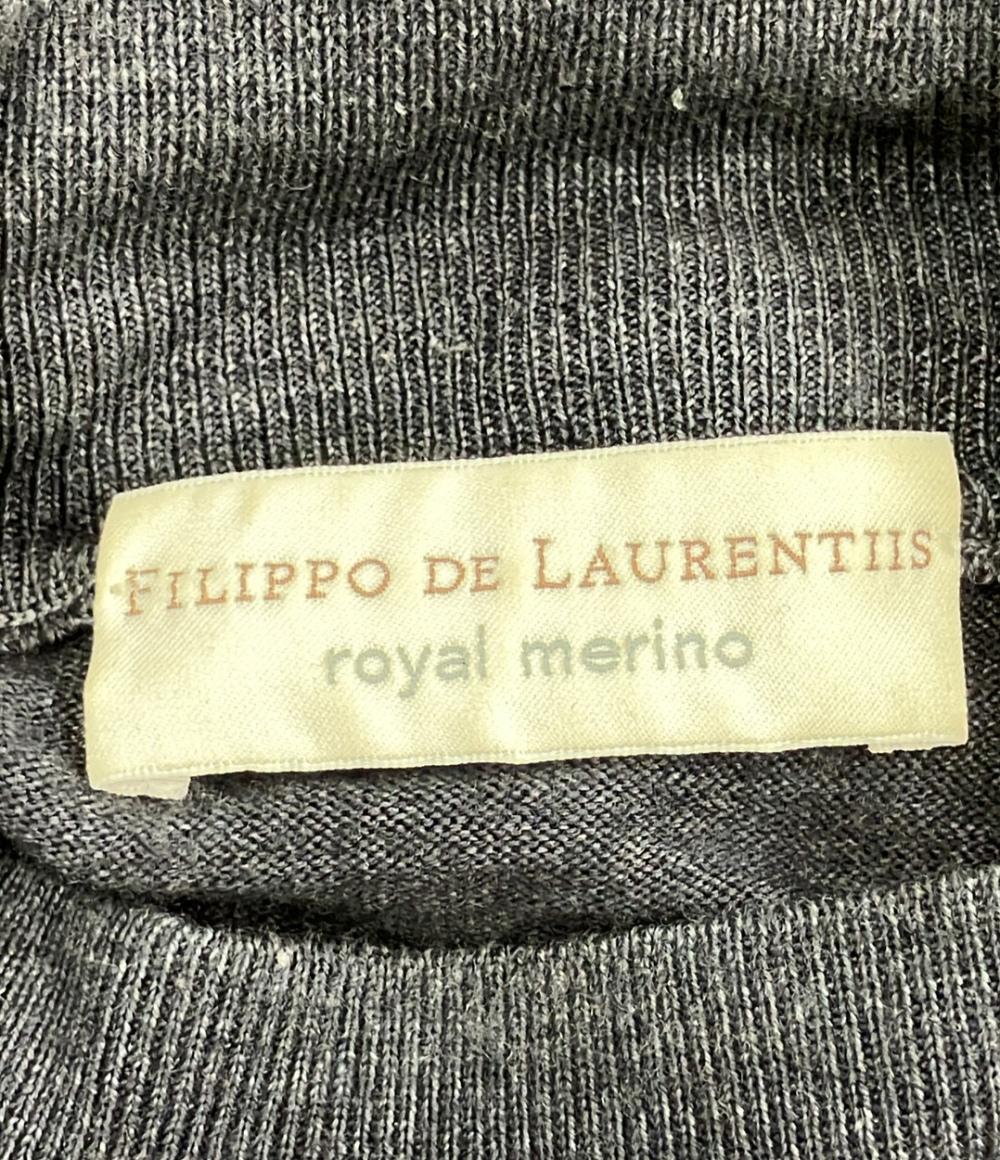 FILIPPO DE LAURENTIIS
royal merino